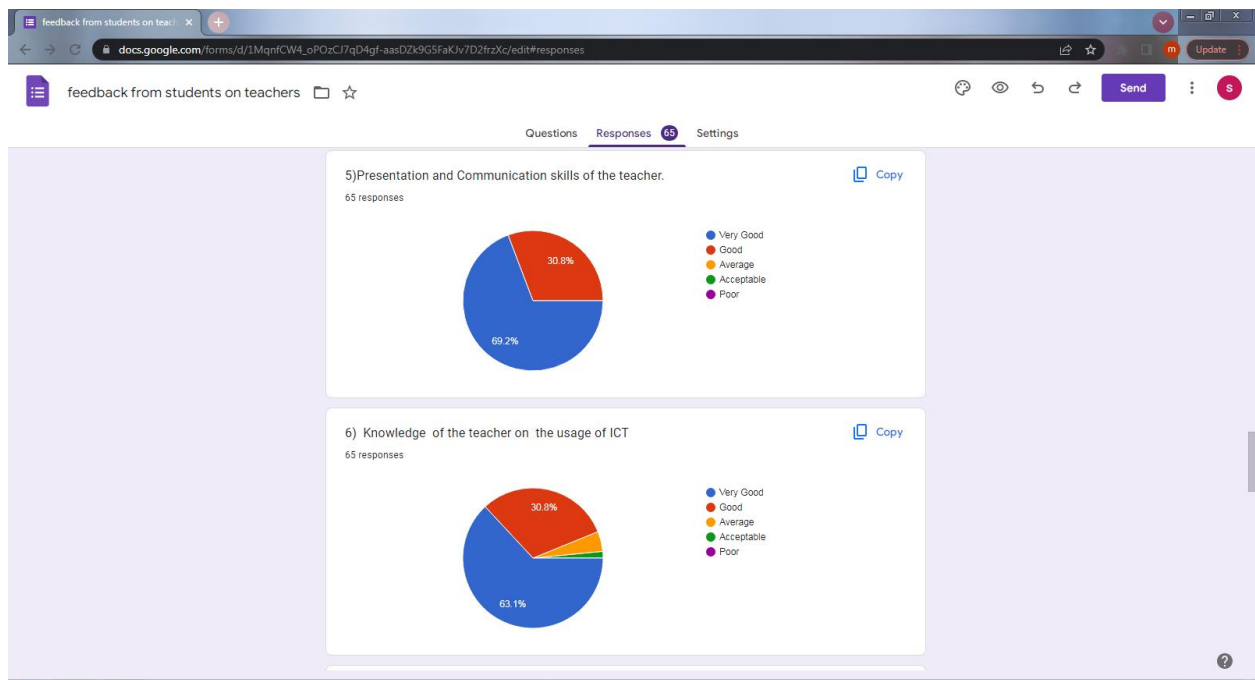 feedback from students on teach
docs.google.com/forms/d/1MqnfCW4_oPOzCJ7qD4gf-aasDZk9G5FaKJv7D2frzXc/edit#responses
m
Update
feedback from students on teachers
Send
S
Questions Responses 65 Settings
5)Presentation and Communication skills of the teacher.
Copy
65 responses
30.8%
69.2%
Very Good
Good
Average
Acceptable
Poor
6) Knowledge of the teacher on the usage of ICT
Copy
65 responses
30.8%
63.1%
Very Good
Good
Average
Acceptable
Poor